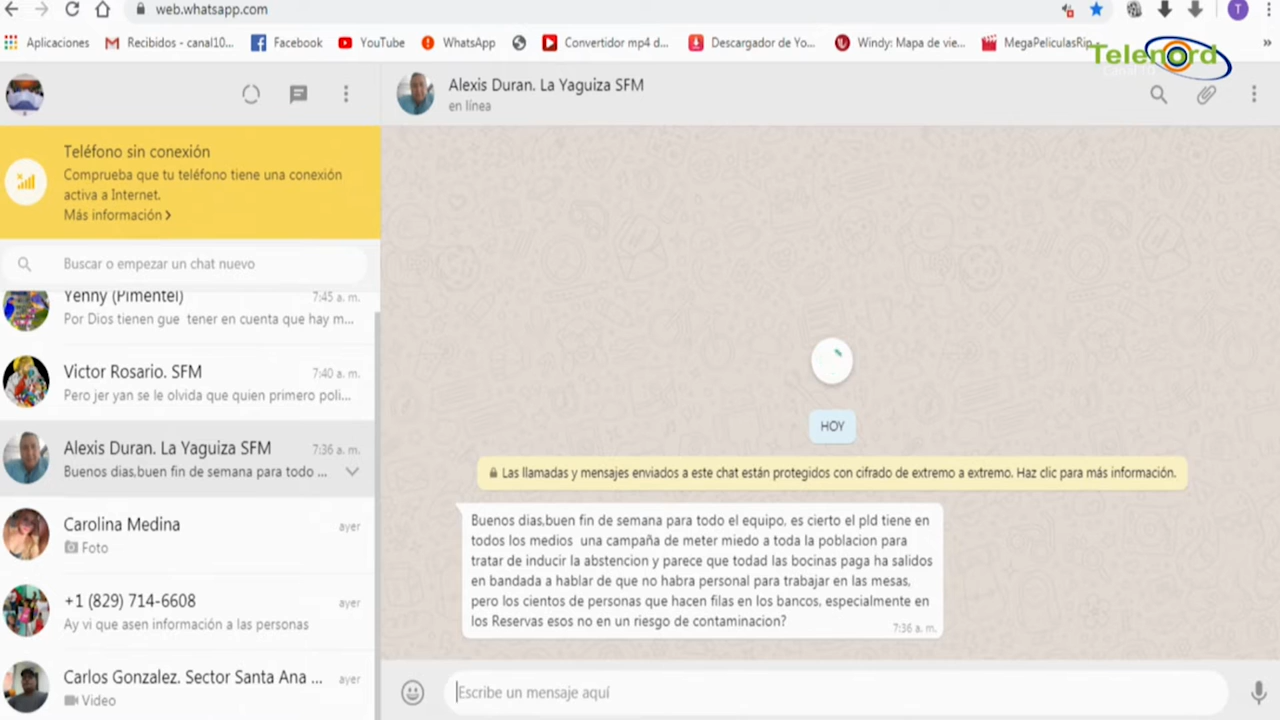 web.whatsapp.com
Aplicaciones
Recibidos - canal10...
Facebook
YouTube
WhatsApp
Convertidor mp4 d...
Descargador de Yo...
Windy: Mapa de vie...
MegaPeliculasRip...
»
T
Telenord
Alexis Duran. La Yaguiza SFM
en línea
Teléfono sin conexión
Comprueba que tu teléfono tiene una conexión
activa a Internet.
Más información >
Buscar o empezar un chat nuevo
Yenny (Pimentel)
7:45 a. m.
Por Dios tienen gue tener en cuenta que hay m...
Victor Rosario. SFM
7:40 a. m.
Pero jer yan se le olvida que quien primero poli...
Alexis Duran. La Yaguiza SFM
7:36 a. m.
Buenos dias,buen fin de semana para todo ...
Carolina Medina
ayer
Foto
+1 (829) 714-6608
ayer
Ay vi que asen información a las personas
Carlos Gonzalez. Sector Santa Ana ...
ayer
Video
HOY
Las llamadas y mensajes enviados a este chat están protegidos con cifrado de extremo a extremo. Haz clic para más información.
Buenos dias,buen fin de semana para todo el equipo, es cierto el pld tiene en
todos los medios una campaña de meter miedo a toda la poblacion para
tratar de inducir la abstencion y parece que todad las bocinas paga ha salidos
en bandada a hablar de que no habra personal para trabajar en las mesas,
pero los cientos de personas que hacen filas en los bancos, especialmente en
los Reservas esos no en un riesgo de contaminacion?
7:36 a. m.
Escribe un mensaje aquí